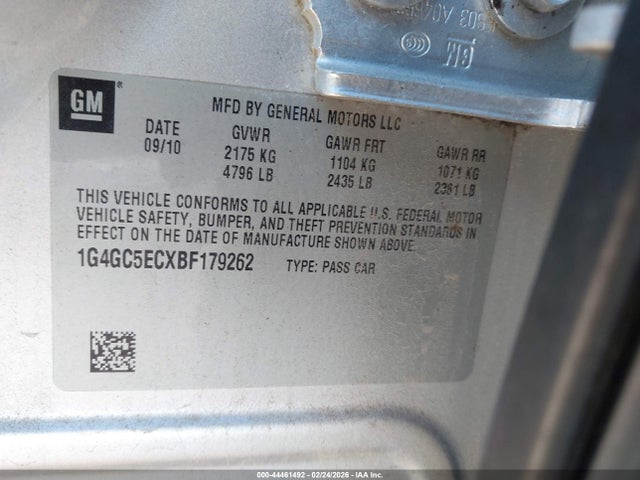 GM
GM
MFD BY GENERAL MOTORS LLC
DATE GVWR GAWR FRT GAWR RR
09/10 2175 KG 1104 KG 1071 KG
4796 LB 2435 LB 2361 LB
THIS VEHICLE CONFORMS TO ALL APPLICABLE U.S. FEDERAL MOTOR
VEHICLE SAFETY, BUMPER, AND THEFT PREVENTION STANDARDS IN
EFFECT ON THE DATE OF MANUFACTURE SHOWN ABOVE.
1G4GC5ECXBF179262 TYPE: PASS CAR
000-44461492 - 02/24/2026 - IAA Inc.